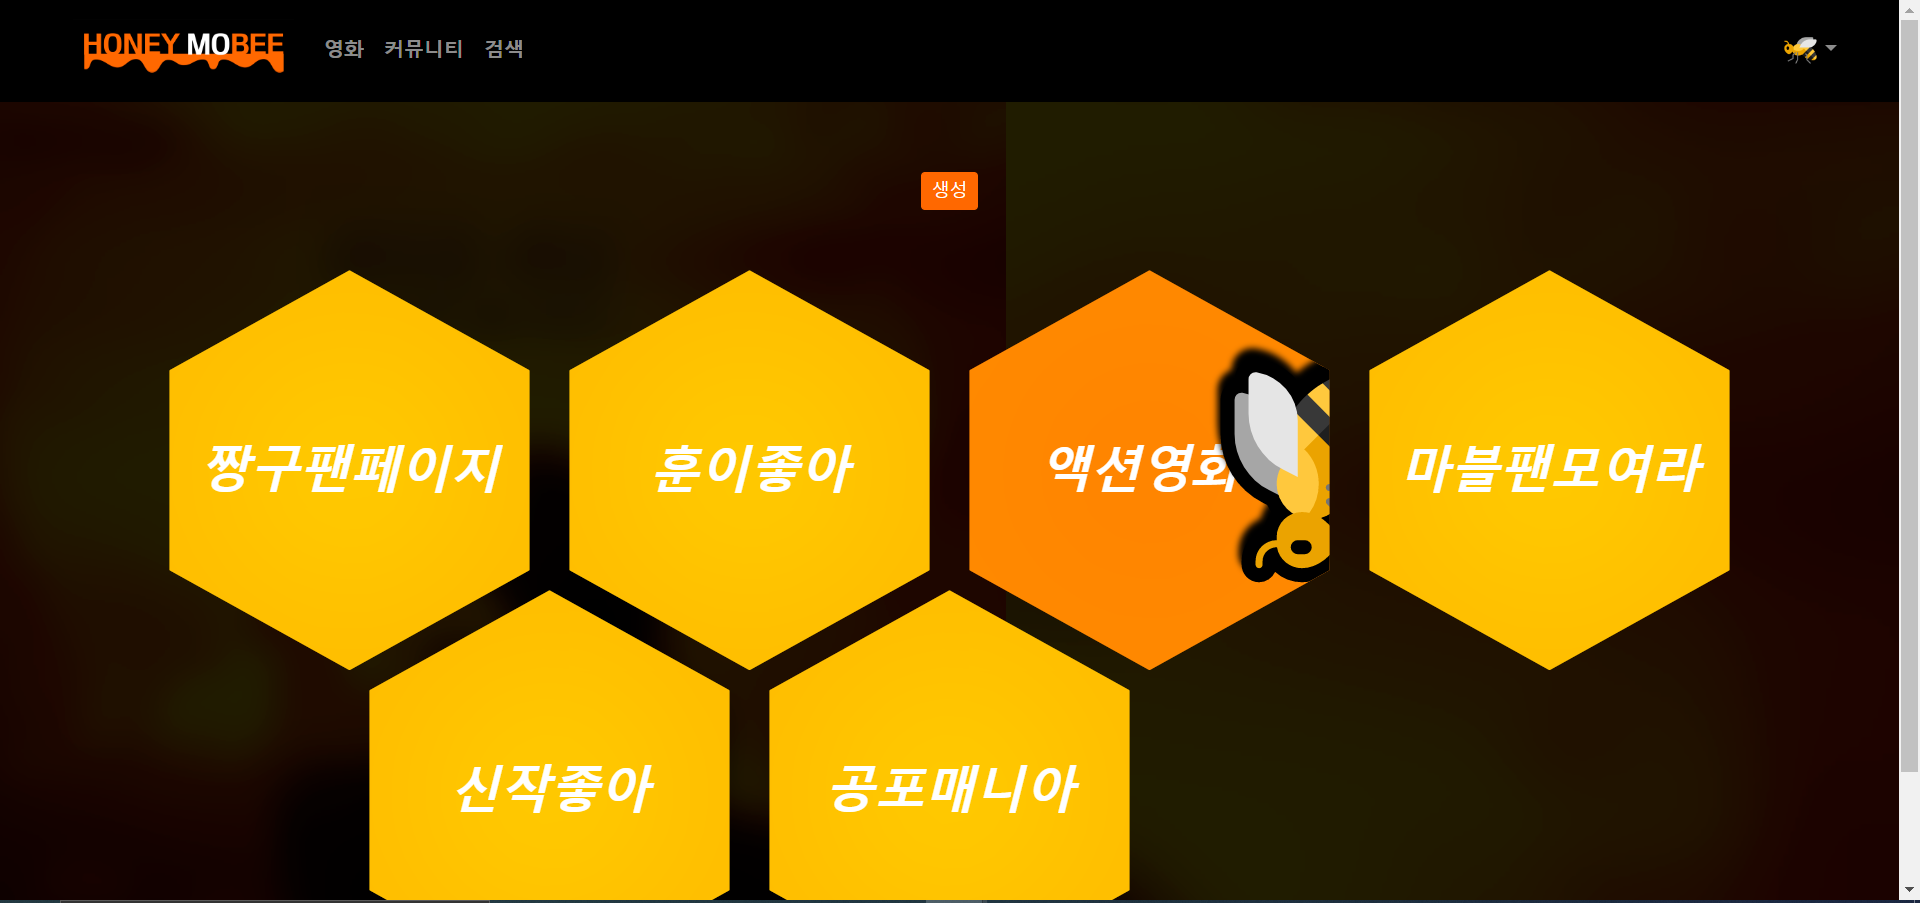 HONEY MOBEE
영화 커뮤니티 검색
생성
짱구팬페이지
훈이좋아
액션영화
마블팬모여라
신작좋아
공포매니아